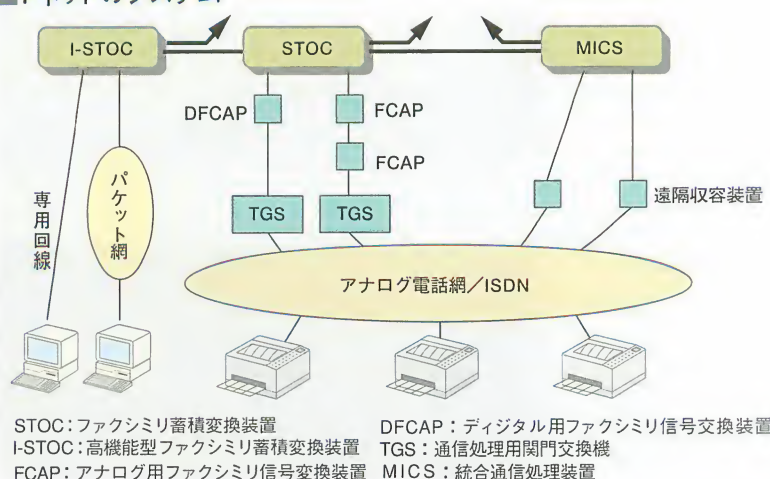 I-STOC
STOC
MICS
DFCAP
FCAP
FCAP
TGS
TGS
遠隔収容装置
専用回線
パケット網
アナログ電話網／ISDN
STOC：ファクシミリ蓄積変換装置
I-STOC：高機能型ファクシミリ蓄積変換装置
FCAP：アナログ用ファクシミリ信号変換装置
DFCAP：ディジタル用ファクシミリ信号交換装置
TGS：通信処理用関門交換機
MICS：統合通信処理装置